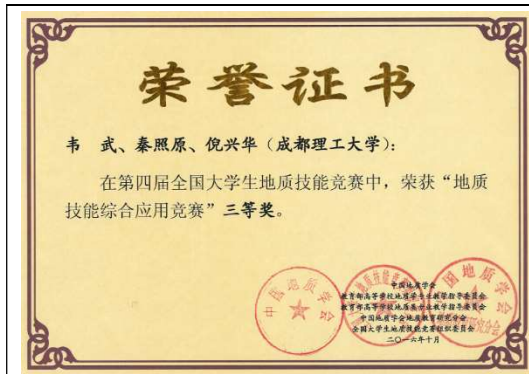 荣誉证书
韦 武、秦照原、倪兴华（成都理工大学）：
在第四届全国大学生地质技能竞赛中，荣获“地质
技能综合应用竞赛”三等奖。
中国地质学会
教育部高等学校地质学专业教学指导委员会
教育部高等学校地质类专业教学指导委员会
中国地质学会地质教育研究分会
全国大学生地质技能竞赛组织委员会
二〇一六年十月
中国地质学会